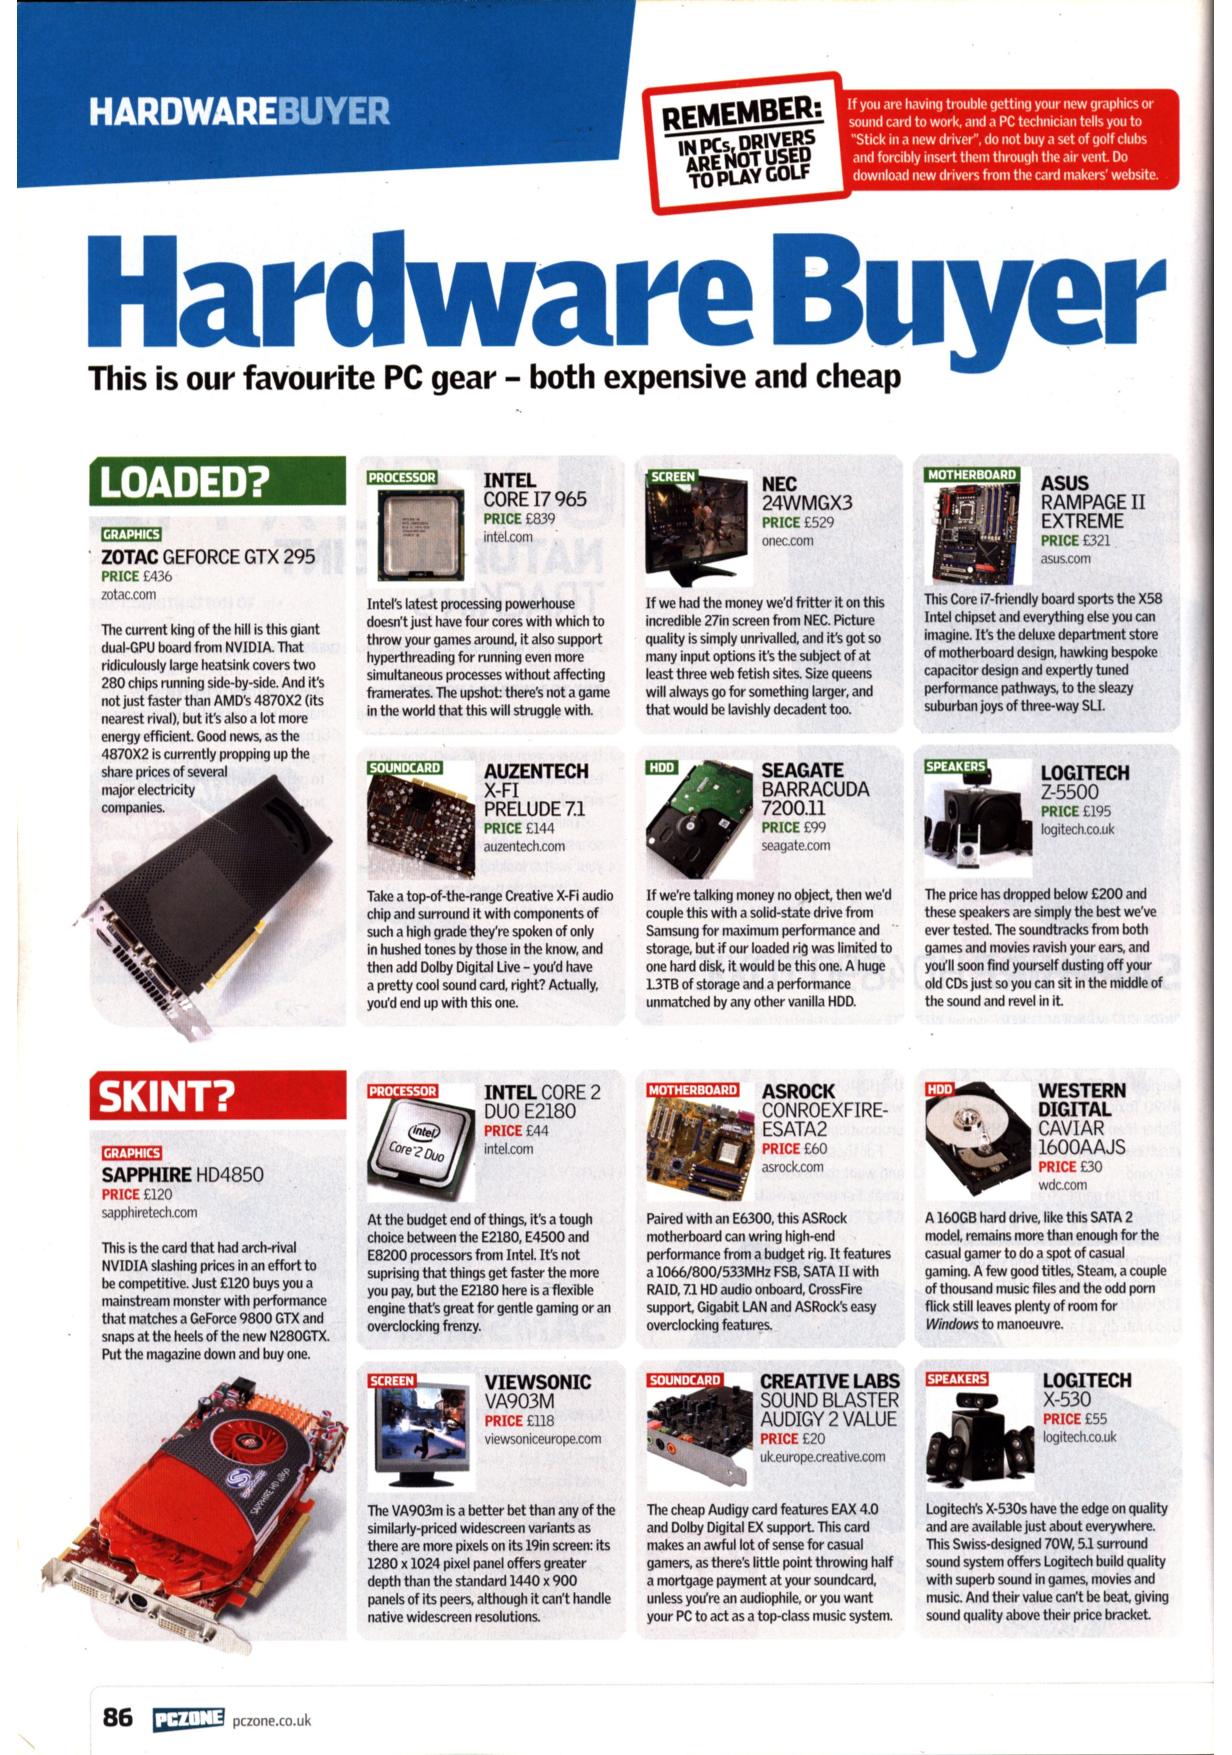 HARDWAREBUYER
REMEMBER:
IN PCs, DRIVERS
ARE NOT USED
TO PLAY GOLF
If you are having trouble getting your new graphics or
sound card to work, and a PC technician tells you to
"Stick in a new driver", do not buy a set of golf clubs
and forcibly insert them through the air vent. Do
download new drivers from the card makers' website.
Hardware Buyer
This is our favourite PC gear – both expensive and cheap
LOADED?
GRAPHICS
ZOTAC GEFORCE GTX 295
PRICE £436
zotac.com
The current king of the hill is this giant
dual-GPU board from NVIDIA. That
ridiculously large heatsink covers two
280 chips running side-by-side. And it's
not just faster than AMD's 4870X2 (its
nearest rival), but it's also a lot more
energy efficient. Good news, as the
4870X2 is currently propping up the
share prices of several
major electricity
companies.
PROCESSOR
INTEL
CORE I7 965
PRICE £839
intel.com
Intel's latest processing powerhouse
doesn't just have four cores with which to
throw your games around, it also support
hyperthreading for running even more
simultaneous processes without affecting
framerates. The upshot: there's not a game
in the world that this will struggle with.
SCREEN
NEC
24WMGX3
PRICE £529
onec.com
If we had the money we'd fritter it on this
incredible 27in screen from NEC. Picture
quality is simply unrivalled, and it's got so
many input options it's the subject of at
least three web fetish sites. Size queens
will always go for something larger, and
that would be lavishly decadent too.
MOTHERBOARD
ASUS
RAMPAGE II
EXTREME
PRICE £321
asus.com
This Core i7-friendly board sports the X58
Intel chipset and everything else you can
imagine. It's the deluxe department store
of motherboard design, hawking bespoke
capacitor design and expertly tuned
performance pathways, to the sleazy
suburban joys of three-way SLI.
SOUNDCARD
AUZENTECH
X-FI
PRELUDE 7.1
PRICE £144
auzentech.com
Take a top-of-the-range Creative X-Fi audio
chip and surround it with components of
such a high grade they're spoken of only
in hushed tones by those in the know, and
then add Dolby Digital Live – you'd have
a pretty cool sound card, right? Actually,
you'd end up with this one.
HDD
SEAGATE
BARRACUDA
7200.11
PRICE £99
seagate.com
If we're talking money no object, then we'd
couple this with a solid-state drive from
Samsung for maximum performance and
storage, but if our loaded rig was limited to
one hard disk, it would be this one. A huge
1.3TB of storage and a performance
unmatched by any other vanilla HDD.
SPEAKERS
LOGITECH
Z-5500
PRICE £195
logitech.co.uk
The price has dropped below £200 and
these speakers are simply the best we've
ever tested. The soundtracks from both
games and movies ravish your ears, and
you'll soon find yourself dusting off your
old CDs just so you can sit in the middle of
the sound and revel in it.
SKINT?
GRAPHICS
SAPPHIRE HD4850
PRICE £120
sapphiretech.com
This is the card that had arch-rival
NVIDIA slashing prices in an effort to
be competitive. Just £120 buys you a
mainstream monster with performance
that matches a GeForce 9800 GTX and
snaps at the heels of the new N280GTX.
Put the magazine down and buy one.
PROCESSOR
intel
Core 2 Duo
INTEL CORE 2
DUO E2180
PRICE £44
intel.com
At the budget end of things, it's a tough
choice between the E2180, E4500 and
E8200 processors from Intel. It's not
suprising that things get faster the more
you pay, but the E2180 here is a flexible
engine that's great for gentle gaming or an
overclocking frenzy.
MOTHERBOARD
ASROCK
CONROEXFIRE-
ESATA2
PRICE £60
asrock.com
Paired with an E6300, this ASRock
motherboard can wring high-end
performance from a budget rig. It features
a 1066/800/533MHz FSB, SATA II with
RAID, 7.1 HD audio onboard, CrossFire
support, Gigabit LAN and ASRock's easy
overclocking features.
HDD
WESTERN
DIGITAL
CAVIAR
1600AAJS
PRICE £30
wdc.com
A 160GB hard drive, like this SATA 2
model, remains more than enough for the
casual gamer to do a spot of casual
gaming. A few good titles, Steam, a couple
of thousand music files and the odd porn
flick still leaves plenty of room for
Windows to manoeuvre.
SCREEN
VIEWSONIC
VA903M
PRICE £118
viewsoniceurope.com
The VA903m is a better bet than any of the
similarly-priced widescreen variants as
there are more pixels on its 19in screen: its
1280 x 1024 pixel panel offers greater
depth than the standard 1440 x 900
panels of its peers, although it can't handle
native widescreen resolutions.
SOUNDCARD
CREATIVE LABS
SOUND BLASTER
AUDIGY 2 VALUE
PRICE £20
uk.europe.creative.com
The cheap Audigy card features EAX 4.0
and Dolby Digital EX support. This card
makes an awful lot of sense for casual
gamers, as there's little point throwing half
a mortgage payment at your soundcard,
unless you're an audiophile, or you want
your PC to act as a top-class music system.
SPEAKERS
LOGITECH
X-530
PRICE £55
logitech.co.uk
Logitech's X-530s have the edge on quality
and are available just about everywhere.
This Swiss-designed 70W, 5.1 surround
sound system offers Logitech build quality
with superb sound in games, movies and
music. And their value can't be beat, giving
sound quality above their price bracket.
SAPPHIRE HD 4850
86 PCZONE pczone.co.uk